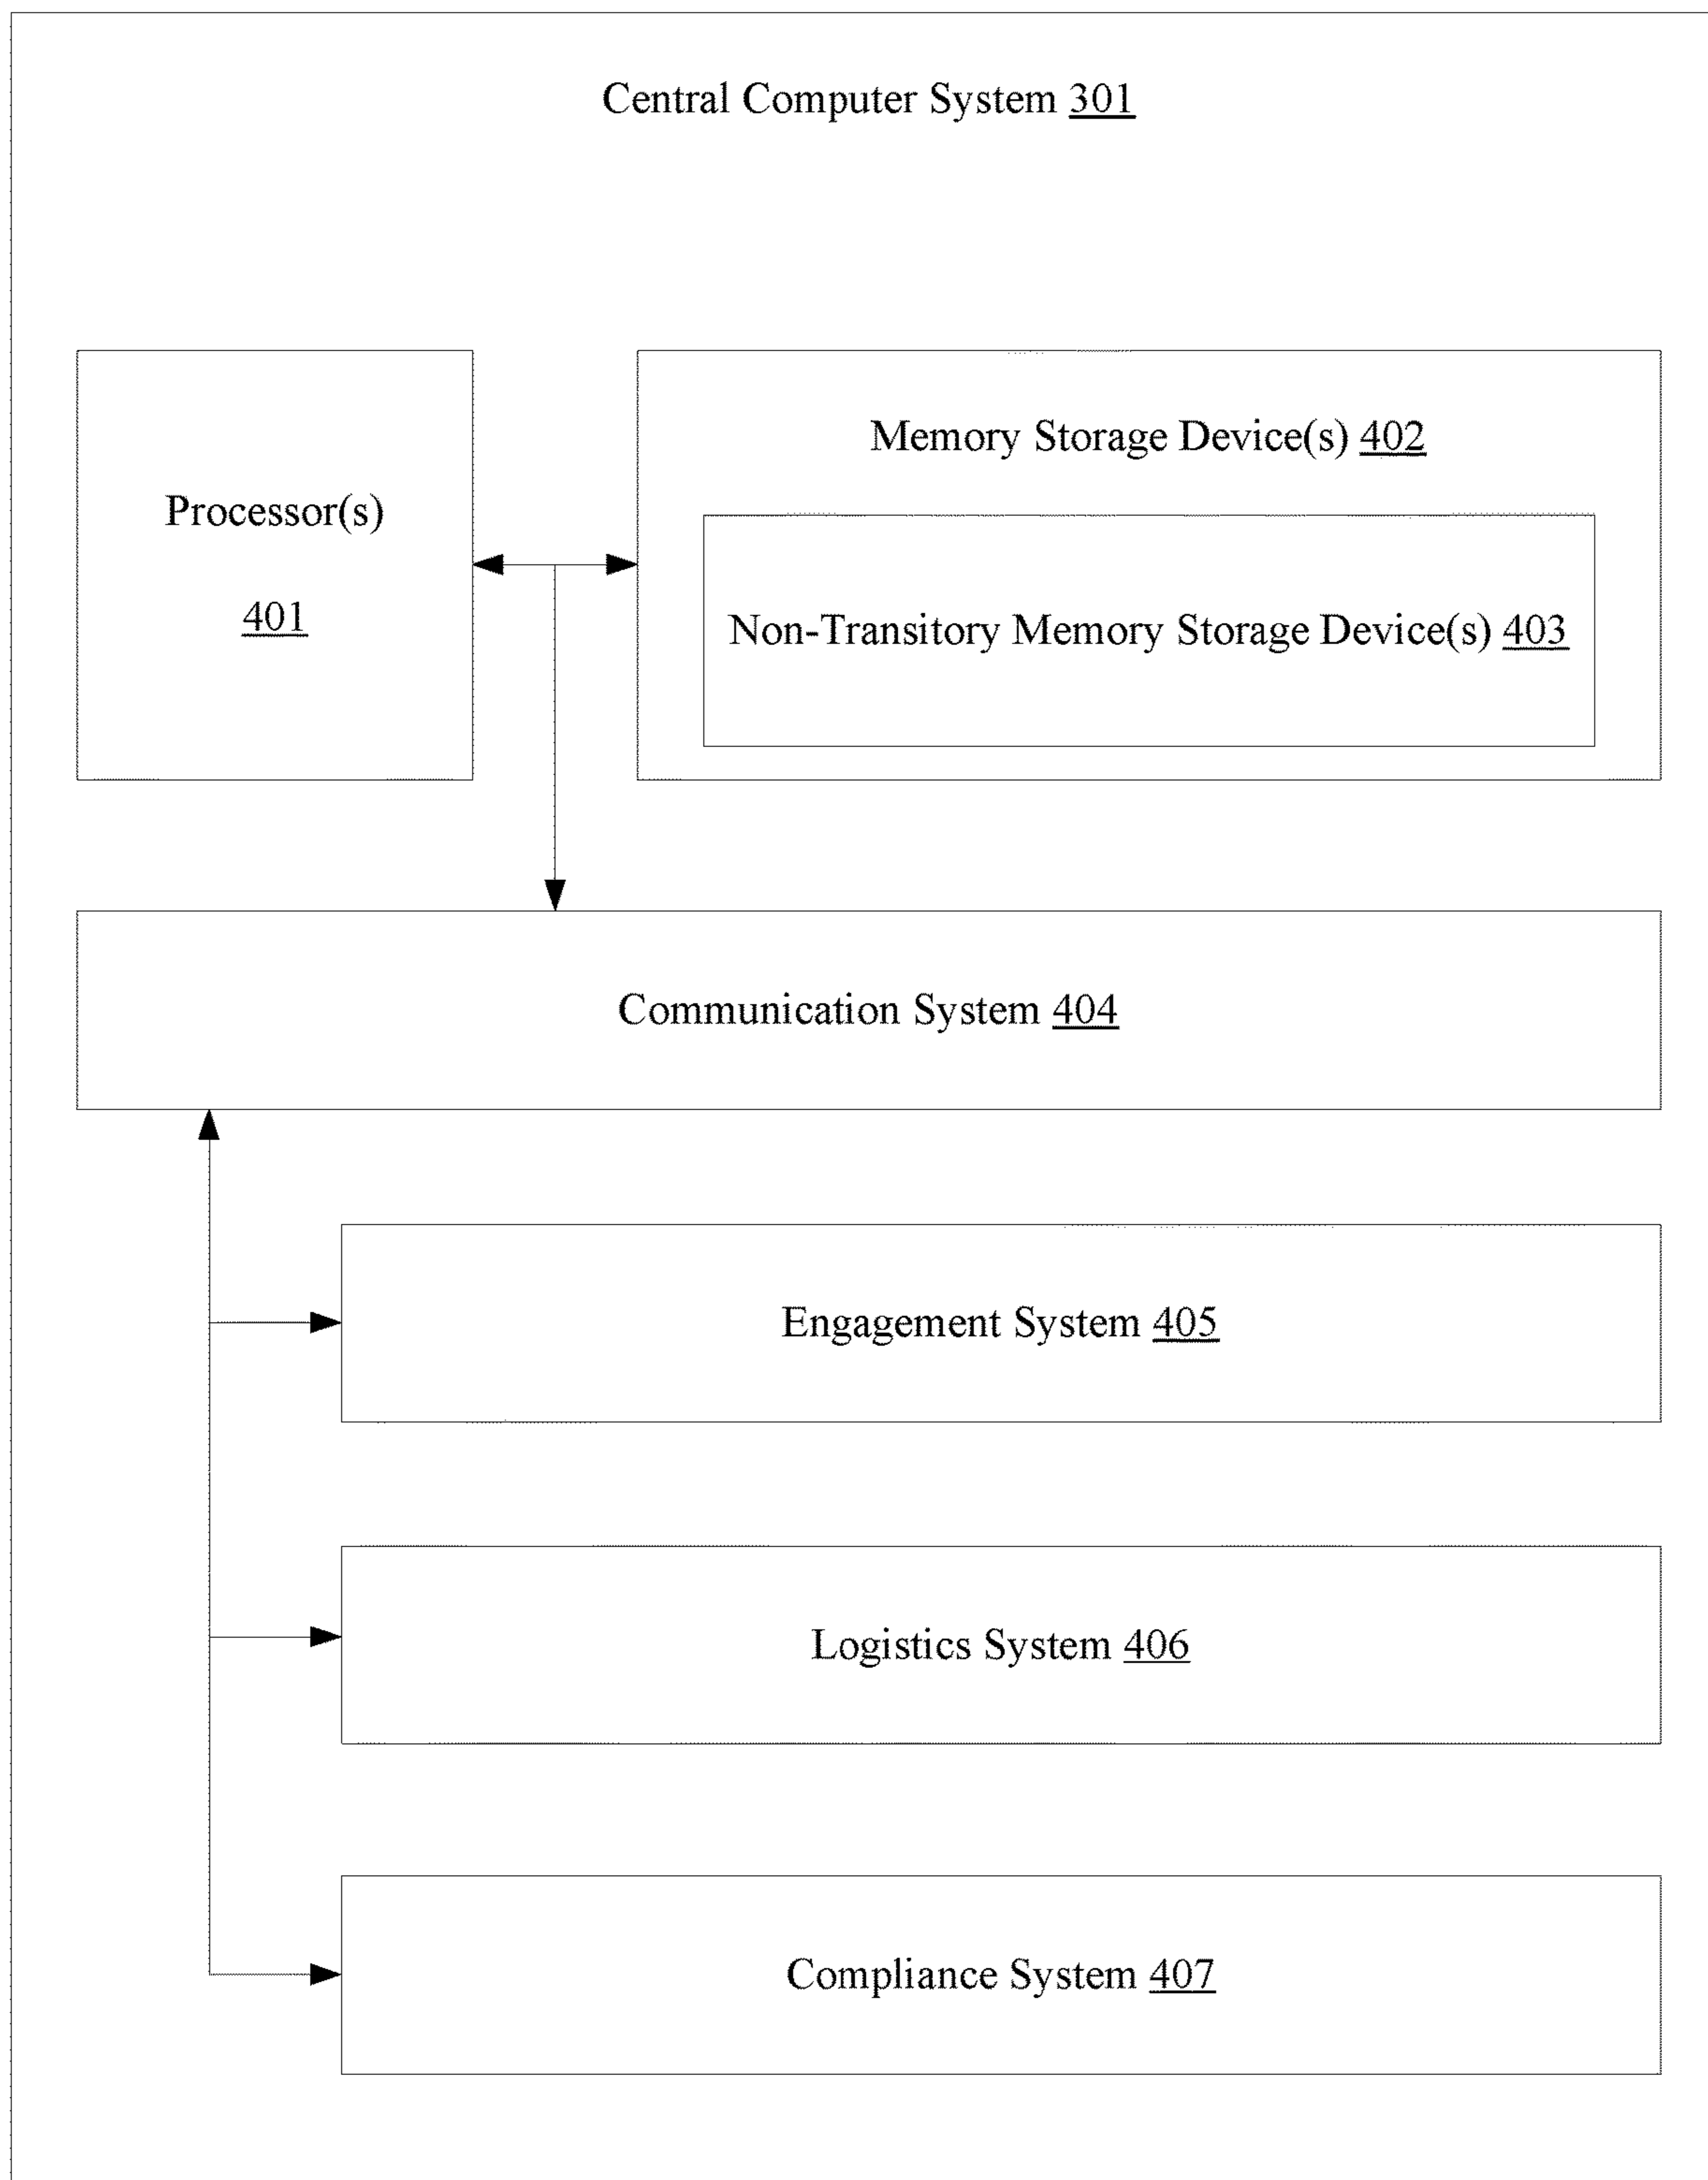 Central Computer System 301
Processor(s)
401
Memory Storage Device(s) 402
Non-Transitory Memory Storage Device(s) 403
Communication System 404
Engagement System 405
Logistics System 406
Compliance System 407